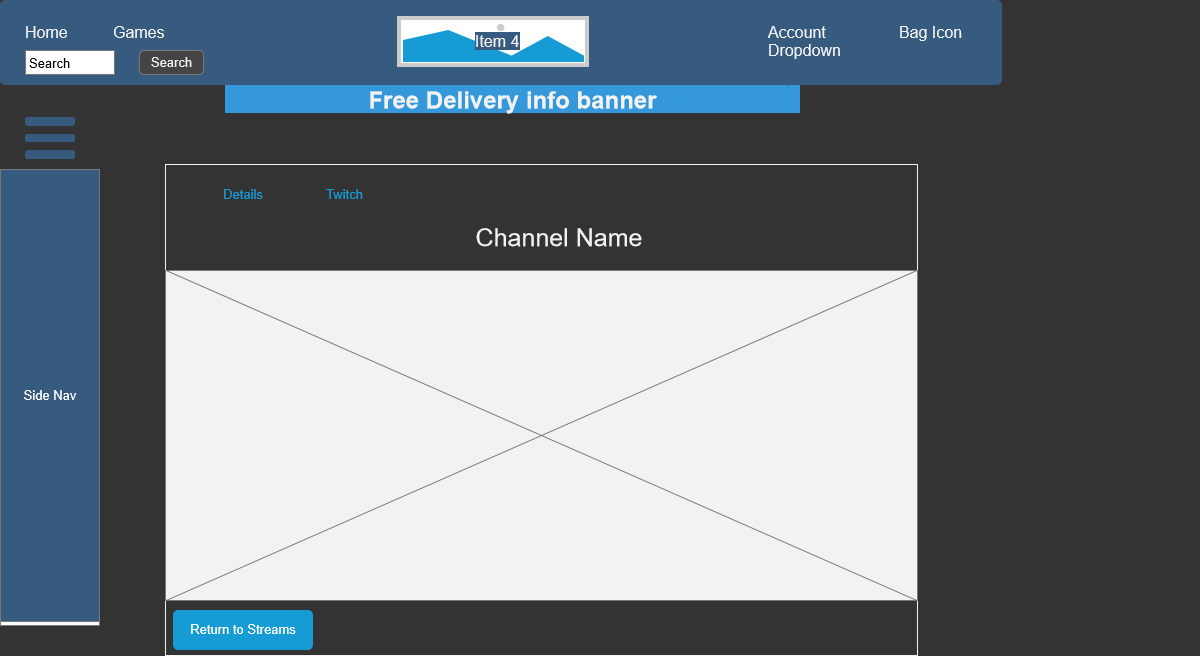 Home
Games
Item 4
Account
Dropdown
Bag Icon
Search
Search
Free Delivery info banner
Details
Twitch
Channel Name
Side Nav
Return to Streams